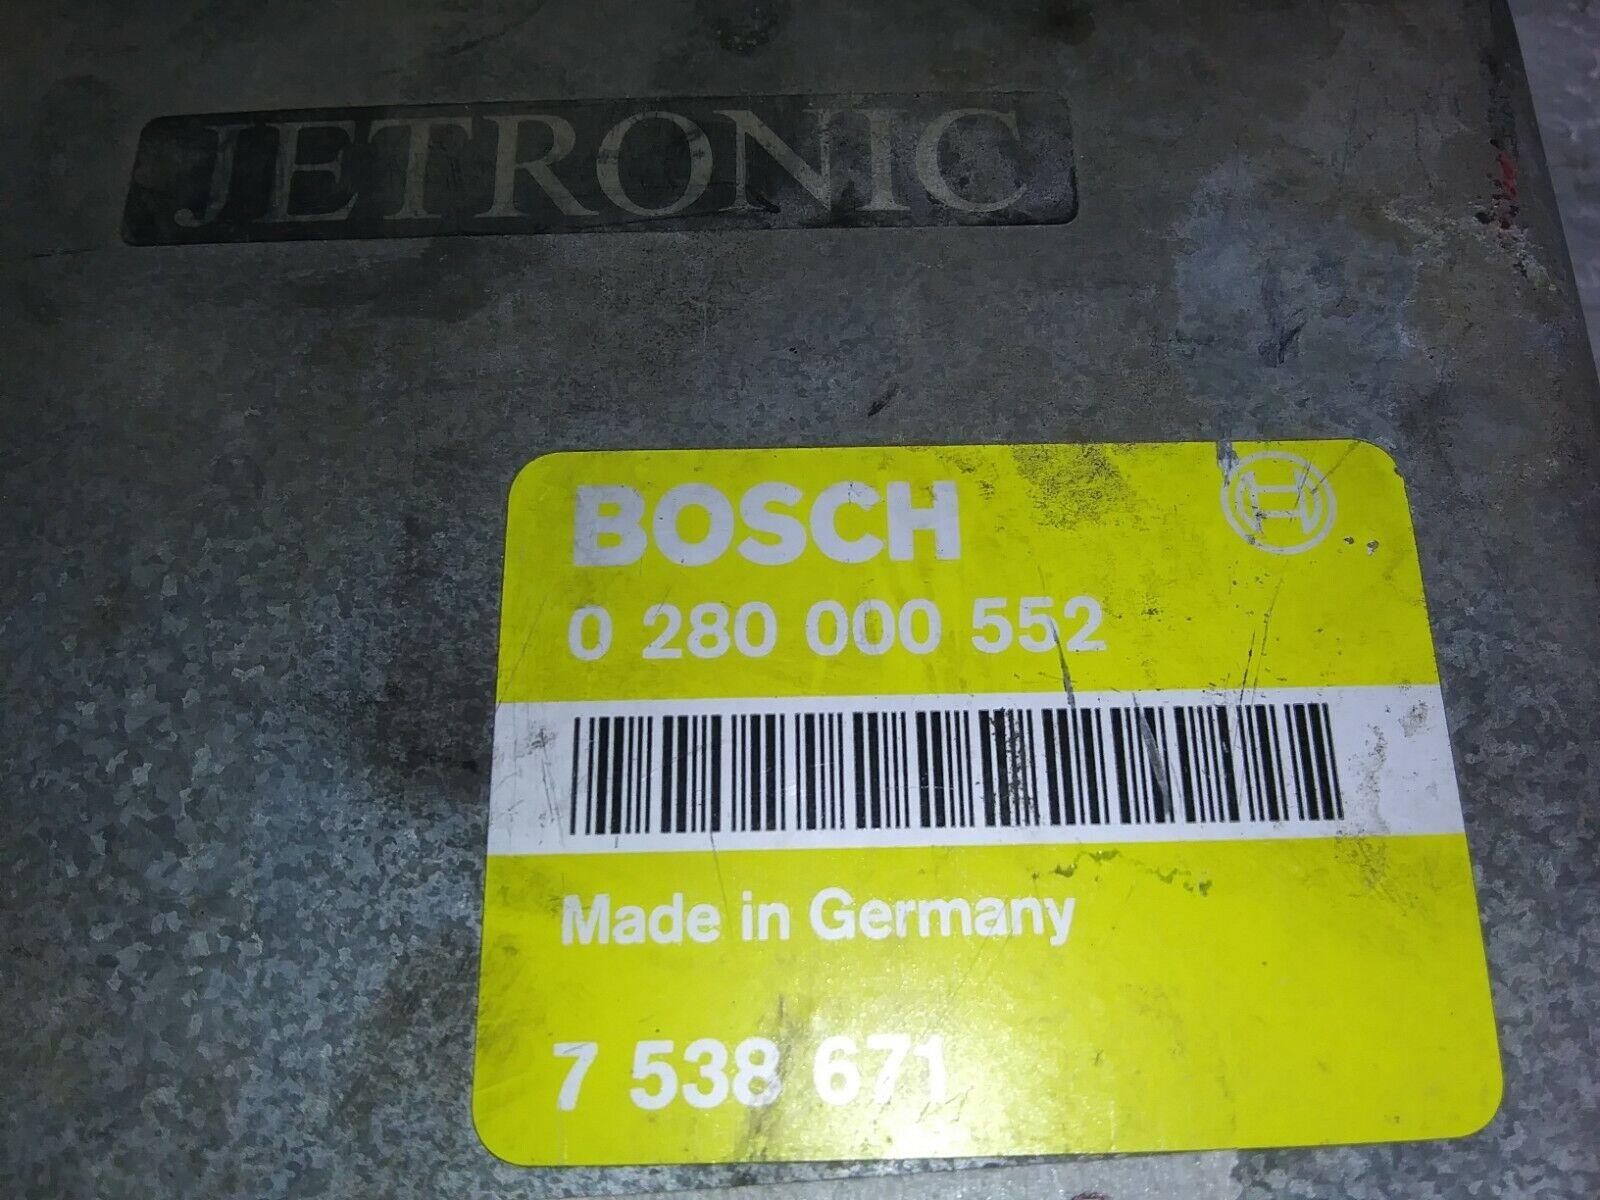 JETRONIC
BOSCH
0 280 000 552
Made in Germany
7 538 671